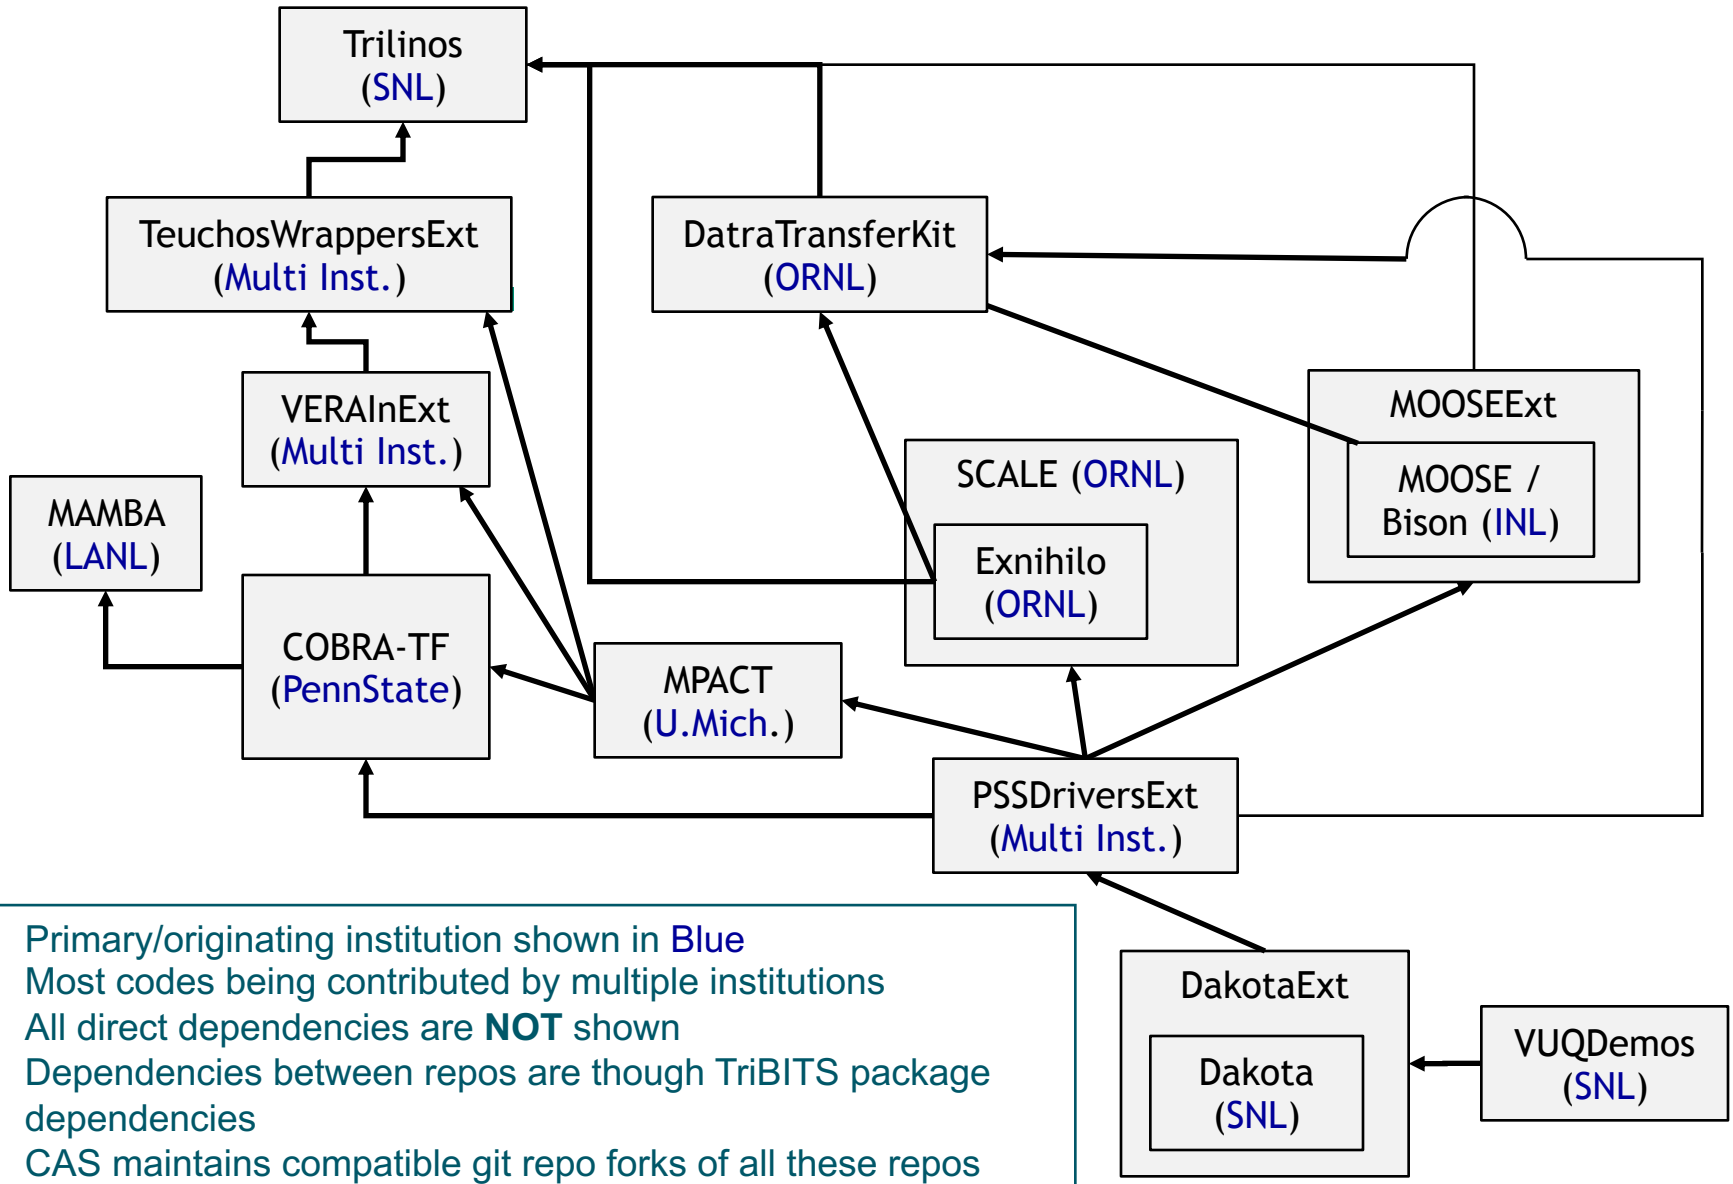 Trilinos
(SNL)
TeuchosWrappersExt
(Multi Inst.)
DatraTransferKit
(ORNL)
VERAInExt
(Multi Inst.)
MOOSEExt
MOOSE /
Bison (INL)
SCALE (ORNL)
Exnihilo
(ORNL)
MAMBA
(LANL)
COBRA-TF
(PennState)
MPACT
(U.Mich.)
PSSDriversExt
(Multi Inst.)
DakotaExt
Dakota
(SNL)
VUQDemos
(SNL)
Primary/originating institution shown in Blue
Most codes being contributed by multiple institutions
All direct dependencies are NOT shown
Dependencies between repos are though TriBITS package
dependencies
CAS maintains compatible git repo forks of all these repos